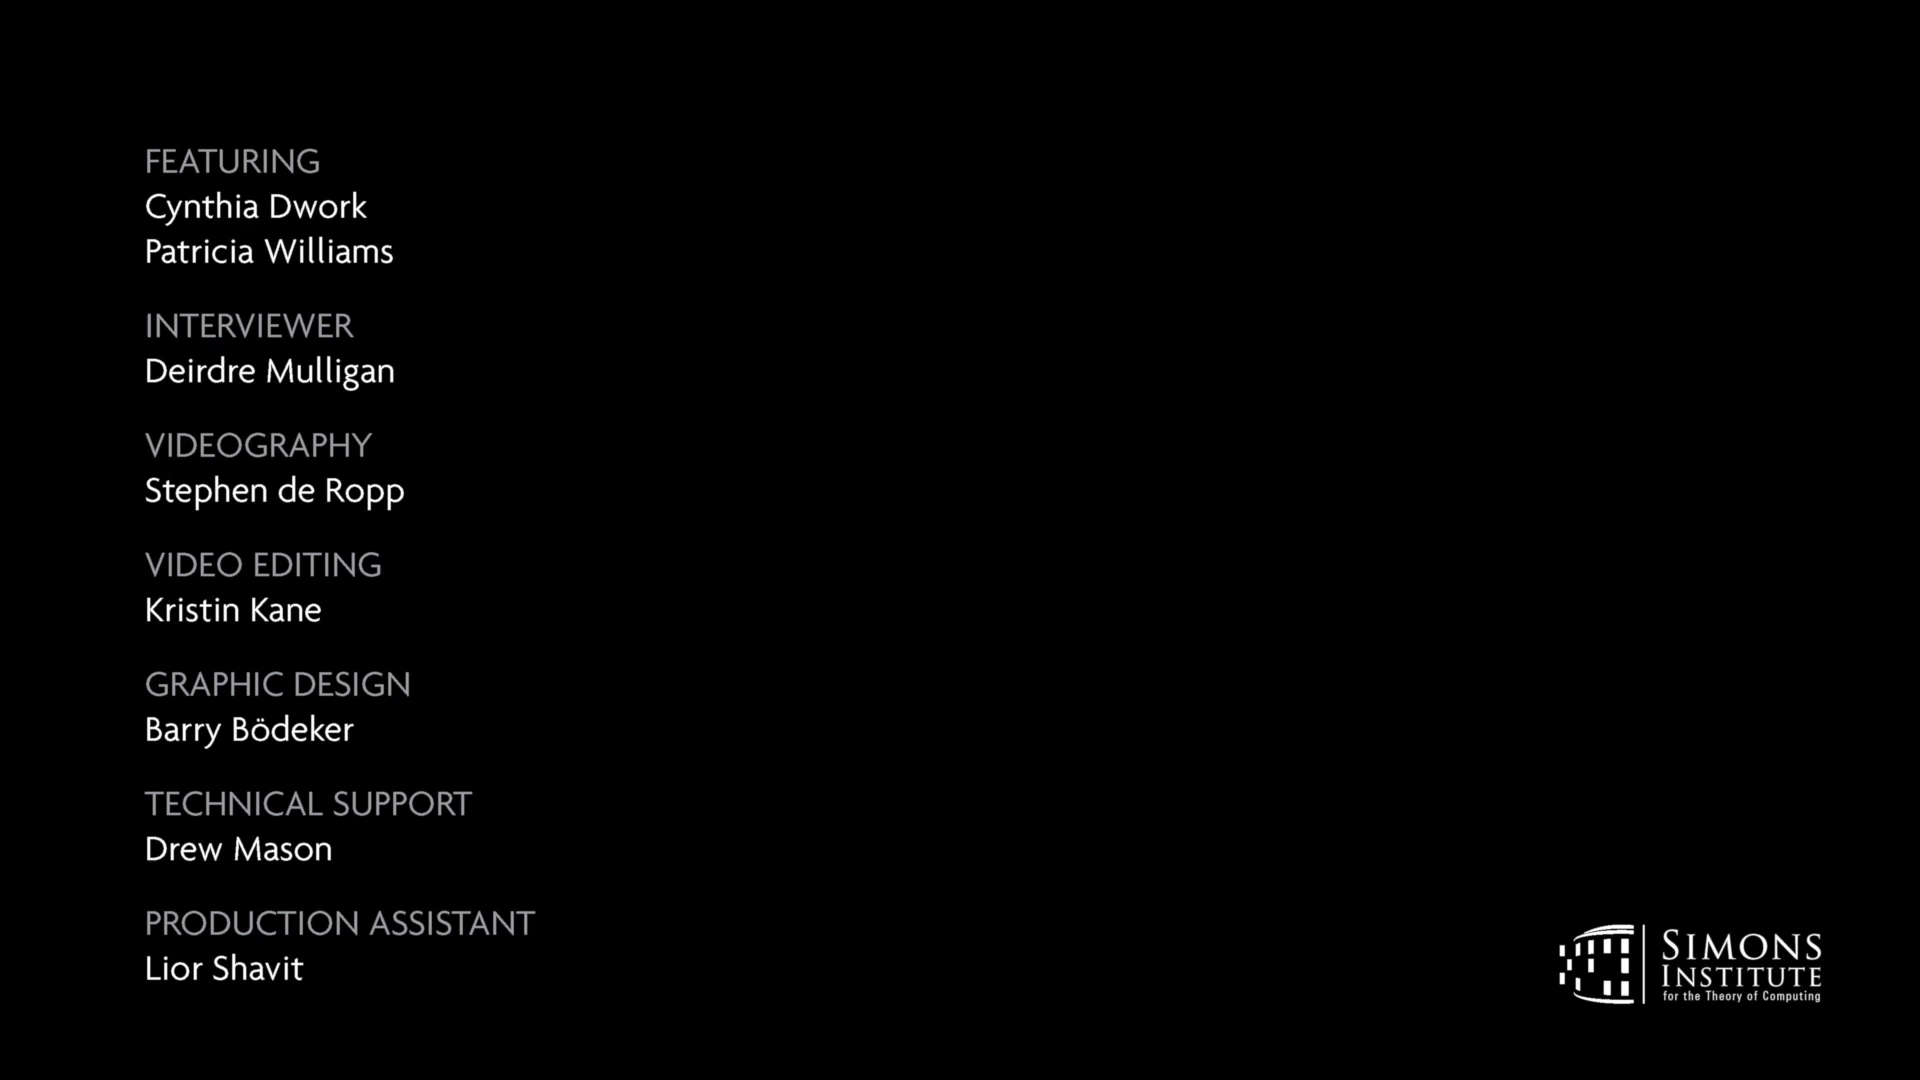 FEATURING
Cynthia Dwork
Patricia Williams
INTERVIEWER
Deirdre Mulligan
VIDEOGRAPHY
Stephen de Ropp
VIDEO EDITING
Kristin Kane
GRAPHIC DESIGN
Barry Bödeker
TECHNICAL SUPPORT
Drew Mason
PRODUCTION ASSISTANT
Lior Shavit
SIMONS
INSTITUTE
for the Theory of Computing